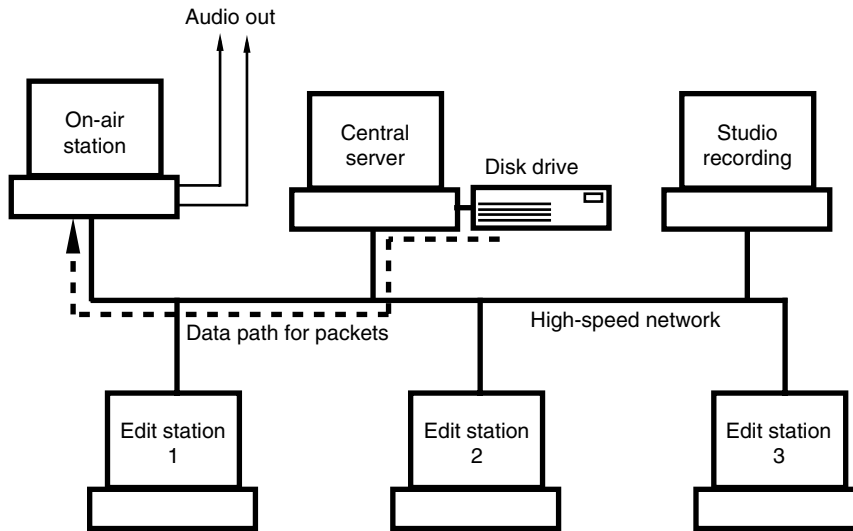 Audio out
On-air
station
Central
server
Studio
recording
Disk drive
Data path for packets
High-speed network
Edit station
1
Edit station
2
Edit station
3